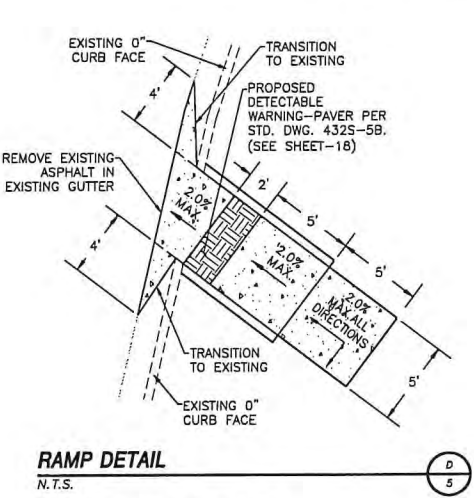 EXISTING 0"
CURB FACE
TRANSITION
TO EXISTING
4'
PROPOSED
DETECTABLE
WARNING-PAVER PER
STD. DWG. 432S-5B.
(SEE SHEET-18)
REMOVE EXISTING
ASPHALT IN
EXISTING GUTTER
2'
5'
5'
2.0%
MAX.
2.0%
MAX.
2.0%
MAX.ALL
DIRECTIONS
4'
5'
TRANSITION
TO EXISTING
EXISTING 0"
CURB FACE
RAMP DETAIL
N.T.S.
D
5